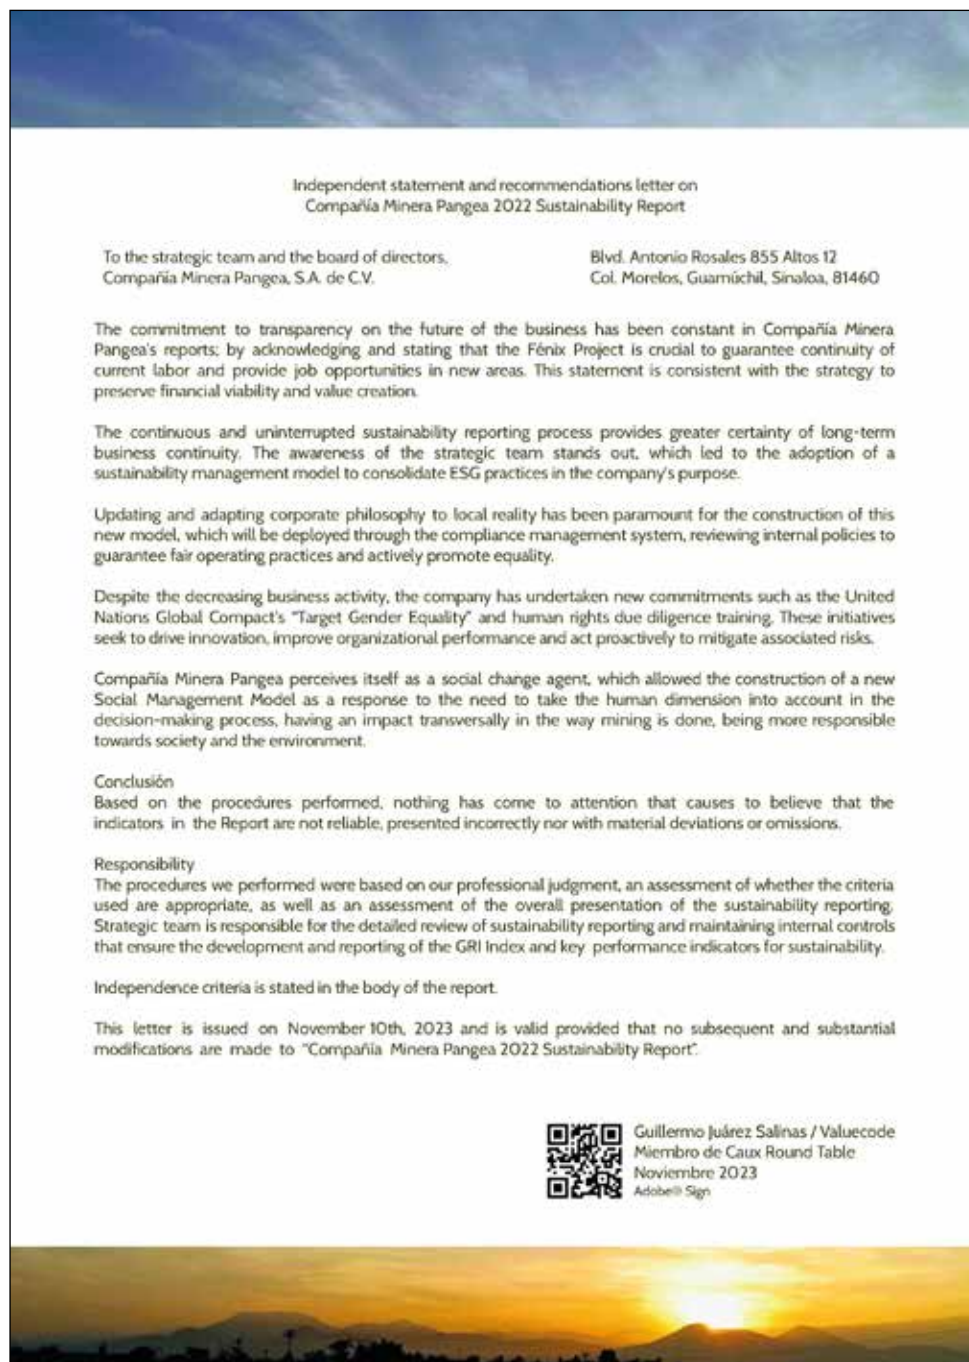 Independent statement and recommendations letter on
Compañía Minera Pangea 2022 Sustainability Report
To the strategic team and the board of directors,
Compañía Minera Pangea, S.A. de C.V.
Blvd. Antonio Rosales 855 Altos 12
Col. Morelos, Guamúchil, Sinaloa, 81460
The commitment to transparency on the future of the business has been constant in Compañía Minera
Pangea's reports; by acknowledging and stating that the Fénix Project is crucial to guarantee continuity of
current labor and provide job opportunities in new areas. This statement is consistent with the strategy to
preserve financial viability and value creation.
The continuous and uninterrupted sustainability reporting process provides greater certainty of long-term
business continuity. The awareness of the strategic team stands out, which led to the adoption of a
sustainability management model to consolidate ESG practices in the company's purpose.
Updating and adapting corporate philosophy to local reality has been paramount for the construction of this
new model, which will be deployed through the compliance management system, reviewing internal policies to
guarantee fair operating practices and actively promote equality.
Despite the decreasing business activity, the company has undertaken new commitments such as the United
Nations Global Compact's "Target Gender Equality" and human rights due diligence training. These initiatives
seek to drive innovation, improve organizational performance and act proactively to mitigate associated risks.
Compañía Minera Pangea perceives itself as a social change agent, which allowed the construction of a new
Social Management Model as a response to the need to take the human dimension into account in the
decision-making process, having an impact transversally in the way mining is done, being more responsible
towards society and the environment.
Conclusión
Based on the procedures performed, nothing has come to attention that causes to believe that the
indicators in the Report are not reliable, presented incorrectly nor with material deviations or omissions.
Responsibility
The procedures we performed were based on our professional judgment, an assessment of whether the criteria
used are appropriate, as well as an assessment of the overall presentation of the sustainability reporting.
Strategic team is responsible for the detailed review of sustainability reporting and maintaining internal controls
that ensure the development and reporting of the GRI Index and key performance indicators for sustainability.
Independence criteria is stated in the body of the report.
This letter is issued on November 10th, 2023 and is valid provided that no subsequent and substantial
modifications are made to "Compañía Minera Pangea 2022 Sustainability Report".
Guillermo Juárez Salinas / Valuecode
Miembro de Caux Round Table
Noviembre 2023
Adobe® Sign